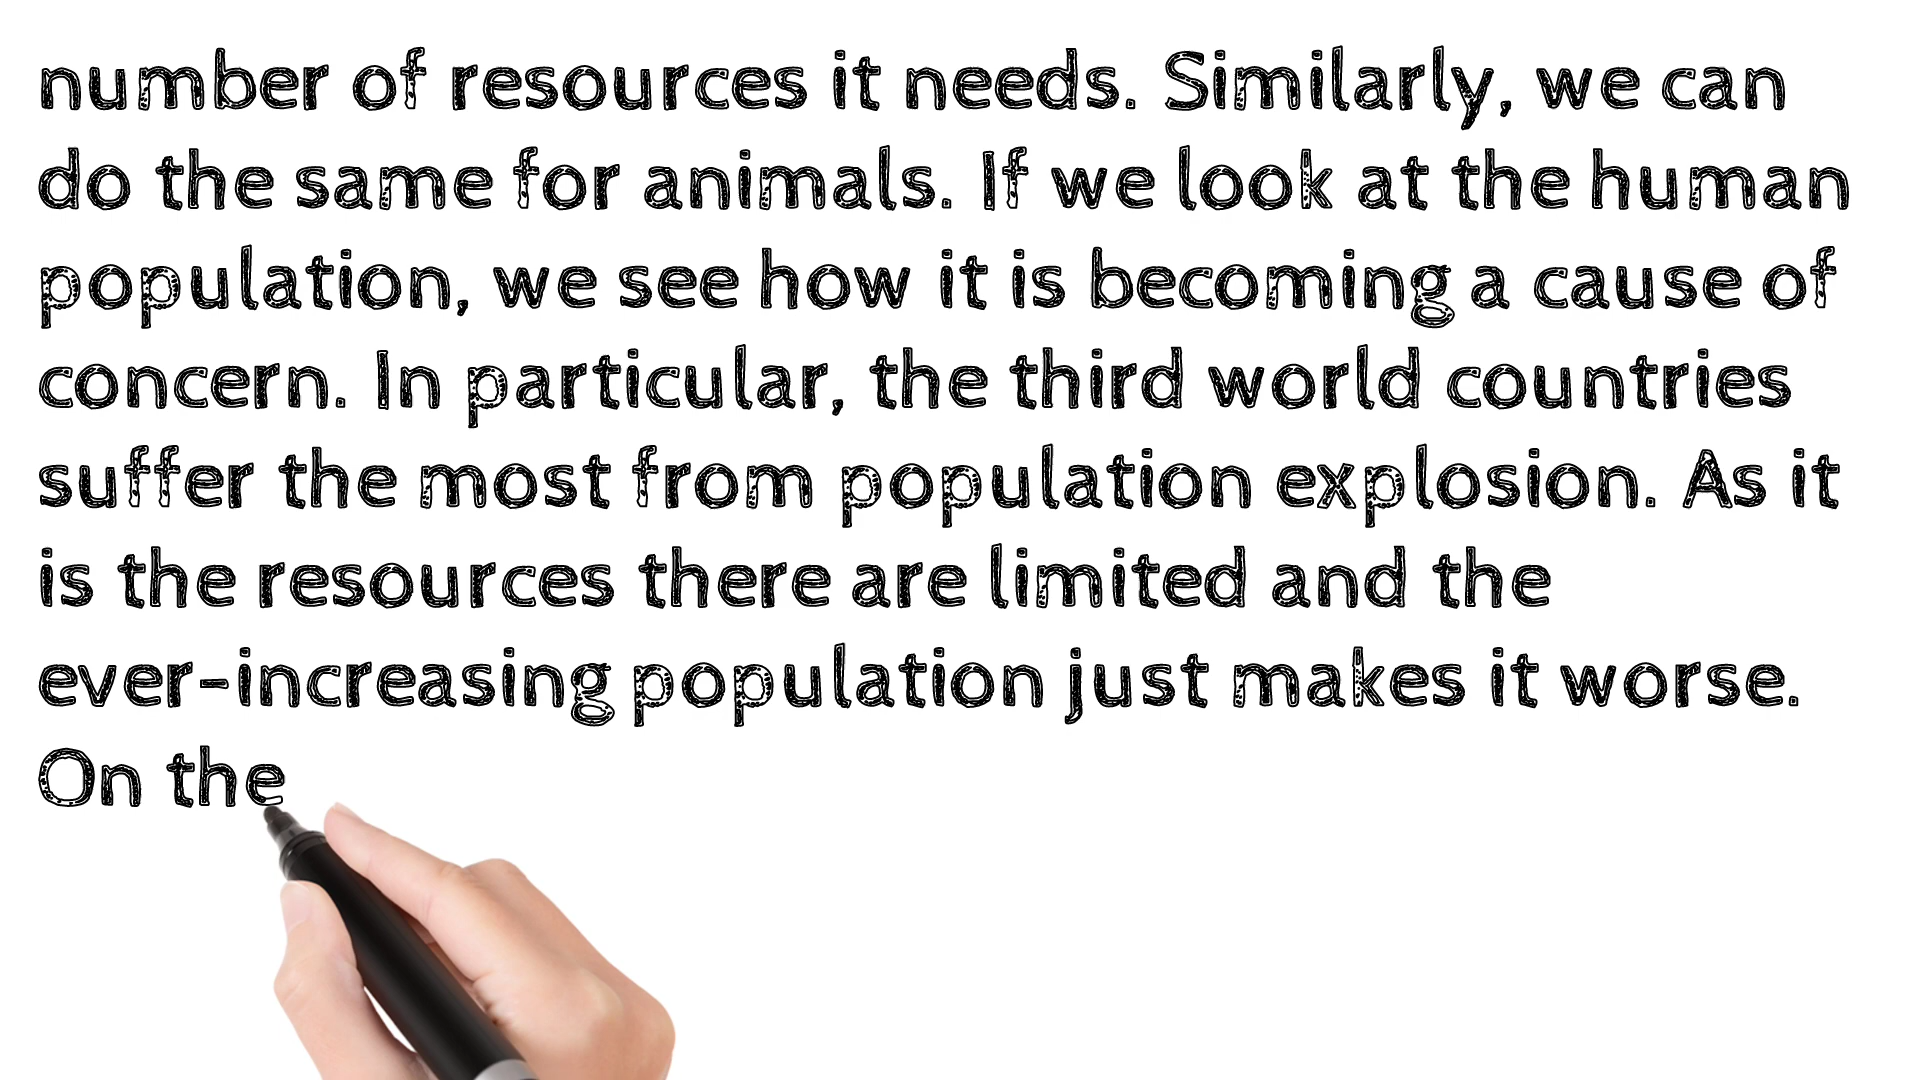 number of resources it needs. Similarly, we can
do the same for animals. If we look at the human
population, we see how it is becoming a cause of
concern. In particular, the third world countries
suffer the most from population explosion. As it
is the resources there are limited and the
ever-increasing population just makes it worse.
On the